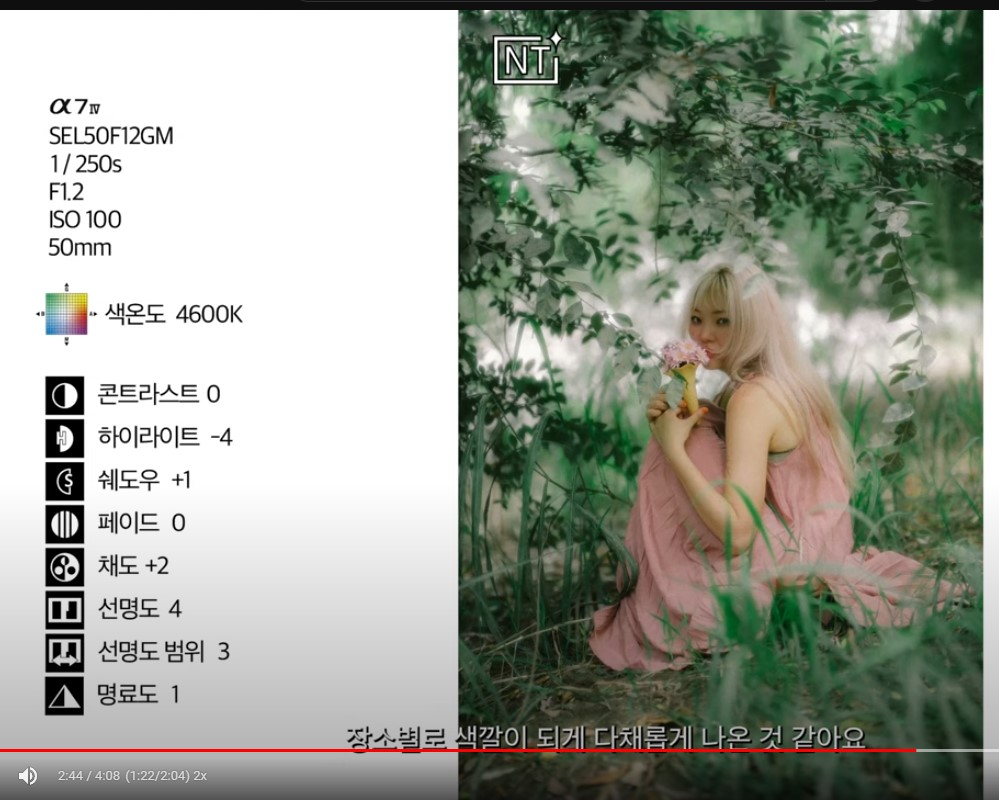 α7Ⅳ
SEL50F12GM
1/250s
F1.2
ISO 100
50mm
색온도 4600K
콘트라스트 0
하이라이트 -4
쉐도우 +1
페이드 0
채도 +2
선명도 4
선명도 범위 3
명료도 1
NT
장소별로 색깔이 되게 다채롭게 나온 것 같아요
2:44 / 4:08 (1:22/2:04) 2x